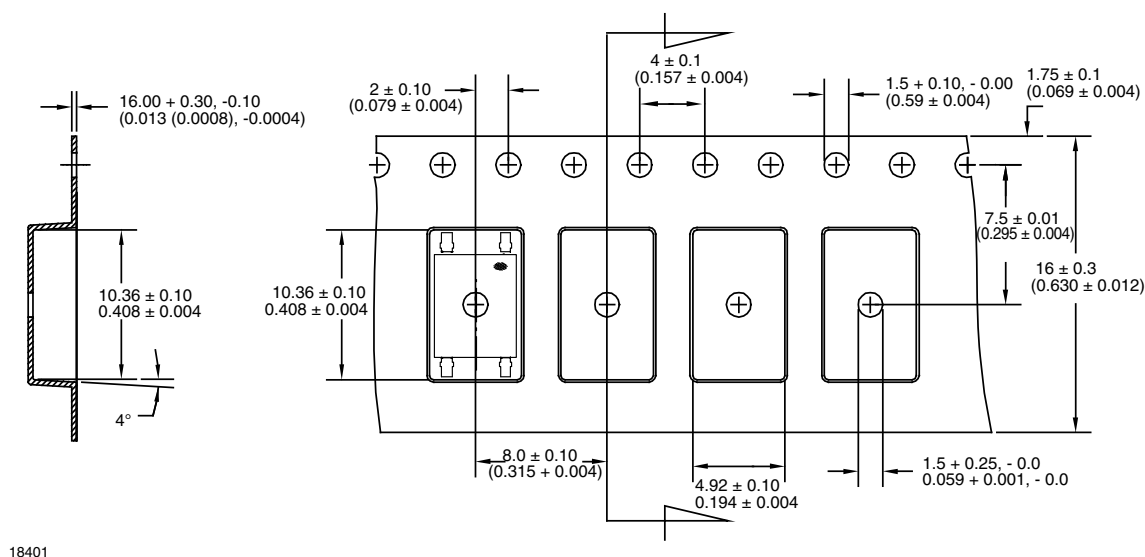 4 ± 0.1
(0.157 ± 0.004)
2 ± 0.10
(0.079 ± 0.004)
1.5 + 0.10, - 0.00
(0.59 ± 0.004)
1.75 ± 0.1
(0.069 ± 0.004)
16.00 + 0.30, -0.10
(0.013 (0.0008), -0.0004)
7.5 ± 0.01
(0.295 ± 0.004)
16 ± 0.3
(0.630 ± 0.012)
10.36 ± 0.10
0.408 ± 0.004
10.36 ± 0.10
0.408 ± 0.004
4°
8.0 ± 0.10
(0.315 + 0.004)
4.92 ± 0.10
0.194 ± 0.004
1.5 + 0.25, - 0.0
0.059 + 0.001, - 0.0
18401